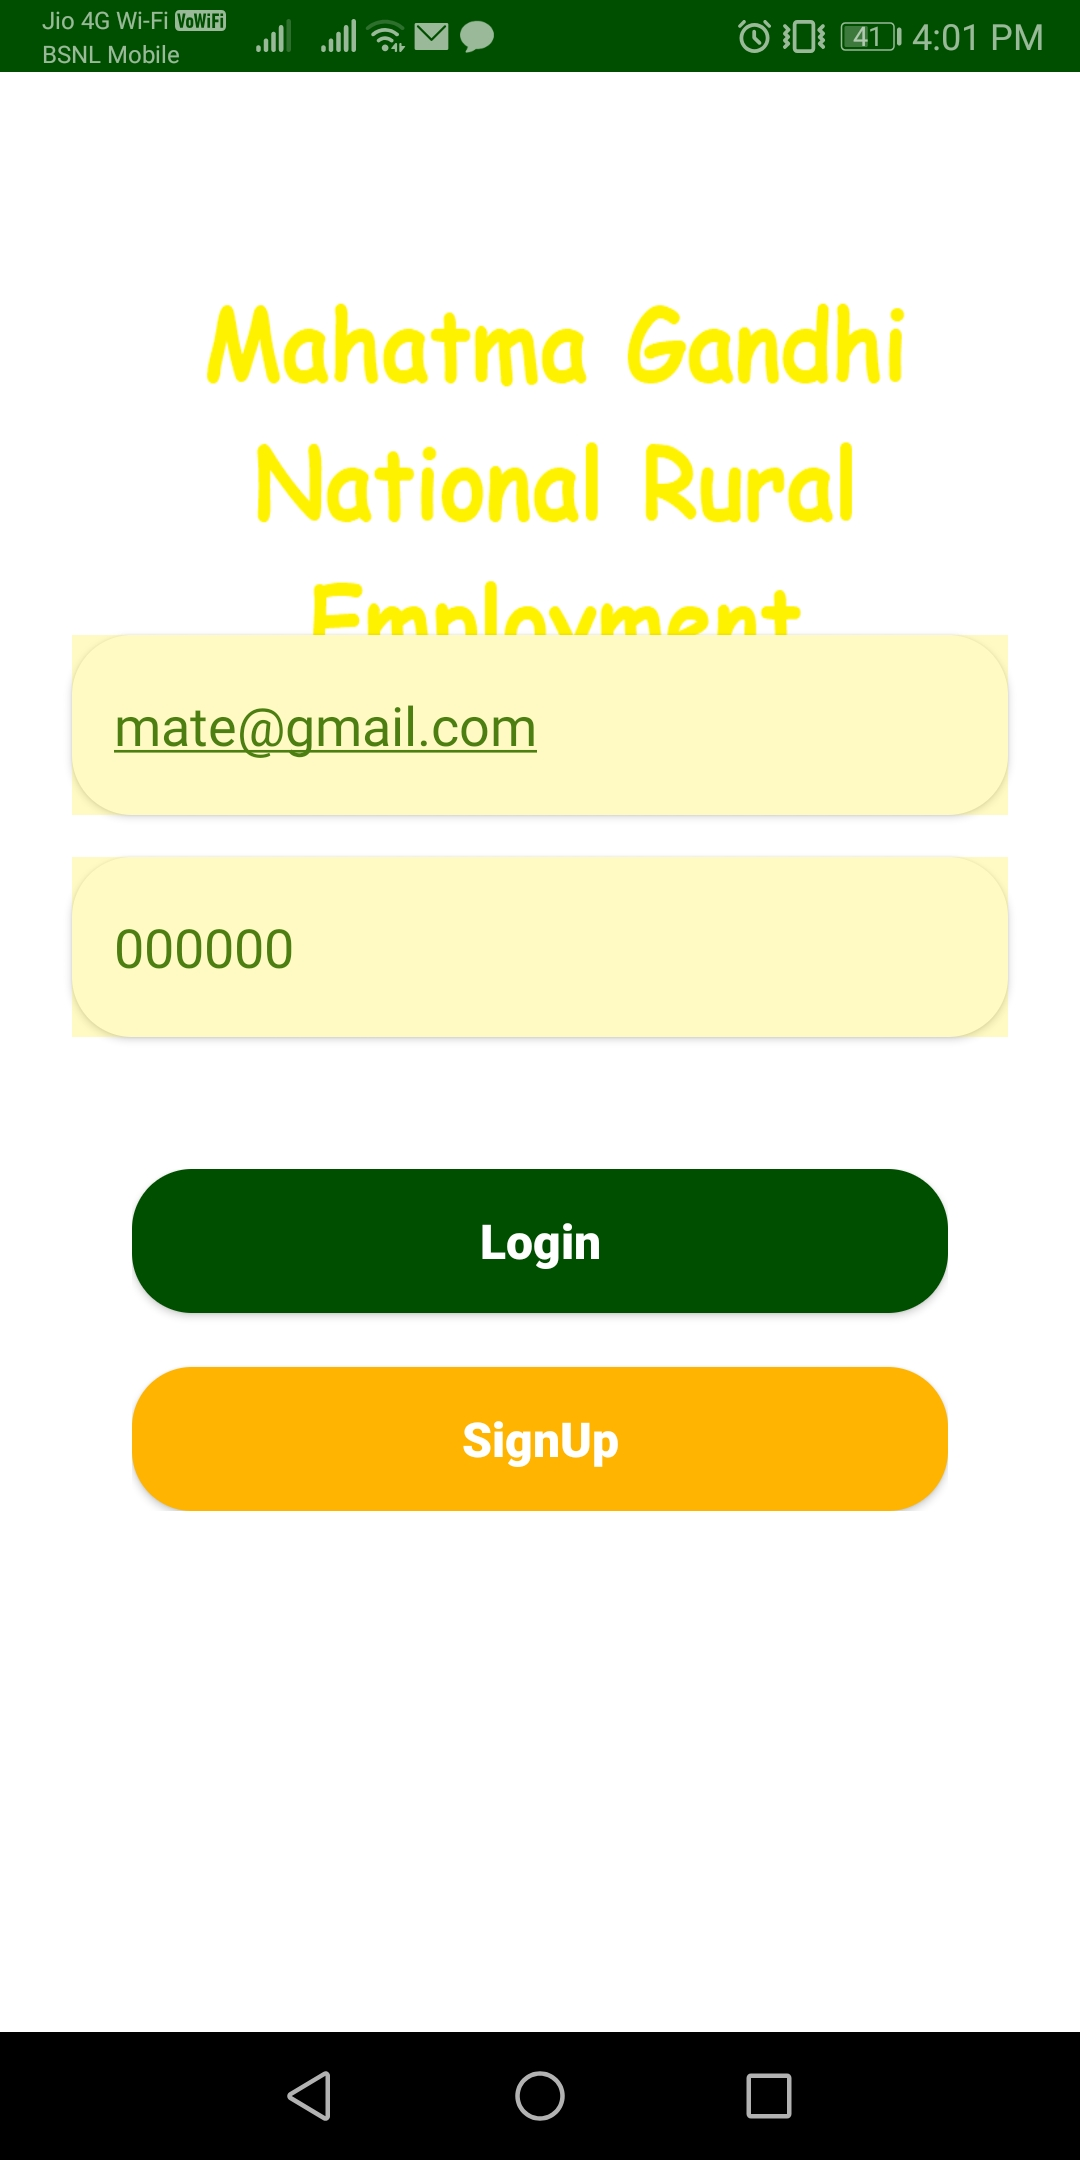 Jio 4G Wi-Fi VoWiFi
BSNL Mobile
41 4:01 PM
Mahatma Gandhi
National Rural
Employment
mate@gmail.com
000000
Login
SignUp